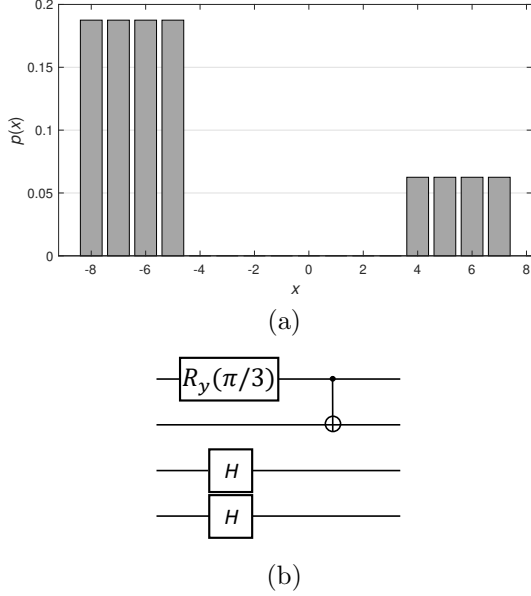 0.2
0.15
0.1
0.05
0
p(x)
-8 -6 -4 -2 0 2 4 6 8
x
(a)
R_y(π/3)
H
H
(b)